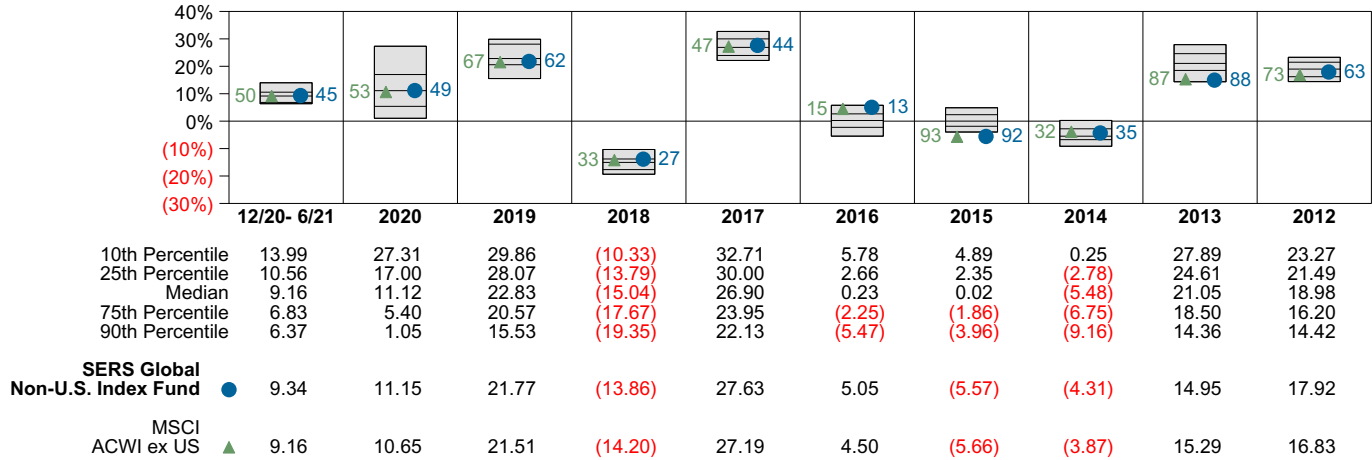 40%
30%
20%
10%
0%
(10%)
(20%)
(30%)
50 45
53 49
67 62
33 27
47 44
15 13
93 92
32 35
87 88
73 63
12/20- 6/21 2020 2019 2018 2017 2016 2015 2014 2013 2012
10th Percentile 13.99 27.31 29.86 (10.33) 32.71 5.78 4.89 0.25 27.89 23.27
25th Percentile 10.56 17.00 28.07 (13.79) 30.00 2.66 2.35 (2.78) 24.61 21.49
Median 9.16 11.12 22.83 (15.04) 26.90 0.23 0.02 (5.48) 21.05 18.98
75th Percentile 6.83 5.40 20.57 (17.67) 23.95 (2.25) (1.86) (6.75) 18.50 16.20
90th Percentile 6.37 1.05 15.53 (19.35) 22.13 (5.47) (3.96) (9.16) 14.36 14.42
SERS Global
Non-U.S. Index Fund 9.34 11.15 21.77 (13.86) 27.63 5.05 (5.57) (4.31) 14.95 17.92
MSCI
ACWI ex US 9.16 10.65 21.51 (14.20) 27.19 4.50 (5.66) (3.87) 15.29 16.83